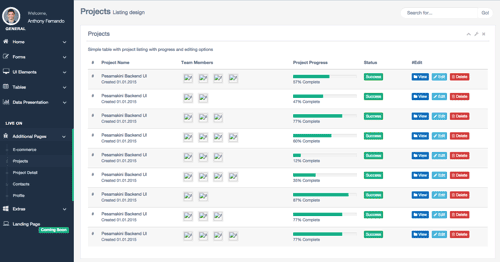 Welcome,
Anthony Fernando
GENERAL
Home
Forms
UI Elements
Tables
Data Presentation
LIVE ON
Additional Pages
E-commerce
Projects
Project Detail
Contacts
Profile
Extras
Landing Page
Coming Soon
Projects Listing design
Search for...
Go!
Projects
Simple table with project listing with progress and editing options
# Project Name Team Members Project Progress Status #Edit
# Pesamakini Backend UI Success View Edit Delete
Created 01.01.2015 57% Complete
# Pesamakini Backend UI Success View Edit Delete
Created 01.01.2015 47% Complete
# Pesamakini Backend UI Success View Edit Delete
Created 01.01.2015 77% Complete
# Pesamakini Backend UI Success View Edit Delete
Created 01.01.2015 60% Complete
# Pesamakini Backend UI Success View Edit Delete
Created 01.01.2015 12% Complete
# Pesamakini Backend UI Success View Edit Delete
Created 01.01.2015 35% Complete
# Pesamakini Backend UI Success View Edit Delete
Created 01.01.2015 87% Complete
# Pesamakini Backend UI Success View Edit Delete
Created 01.01.2015 77% Complete
# Pesamakini Backend UI Success View Edit Delete
Created 01.01.2015 77% Complete